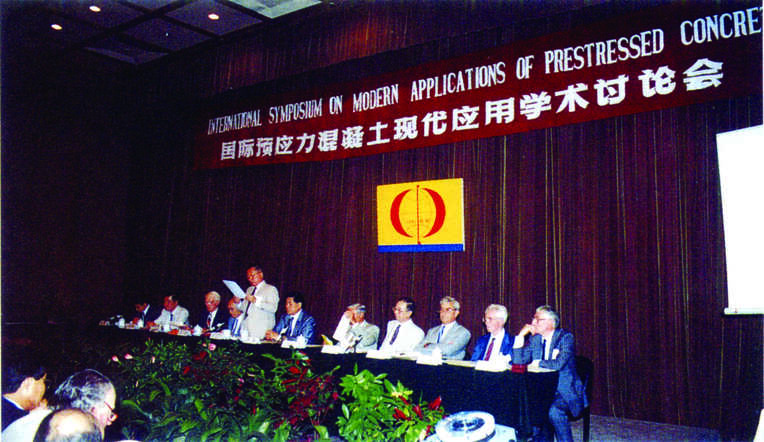 INTERNATIONAL SYMPOSIUM ON MODERN APPLICATIONS OF PRESTRESSED CONCRETE
国际预应力混凝土现代应用学术讨论会